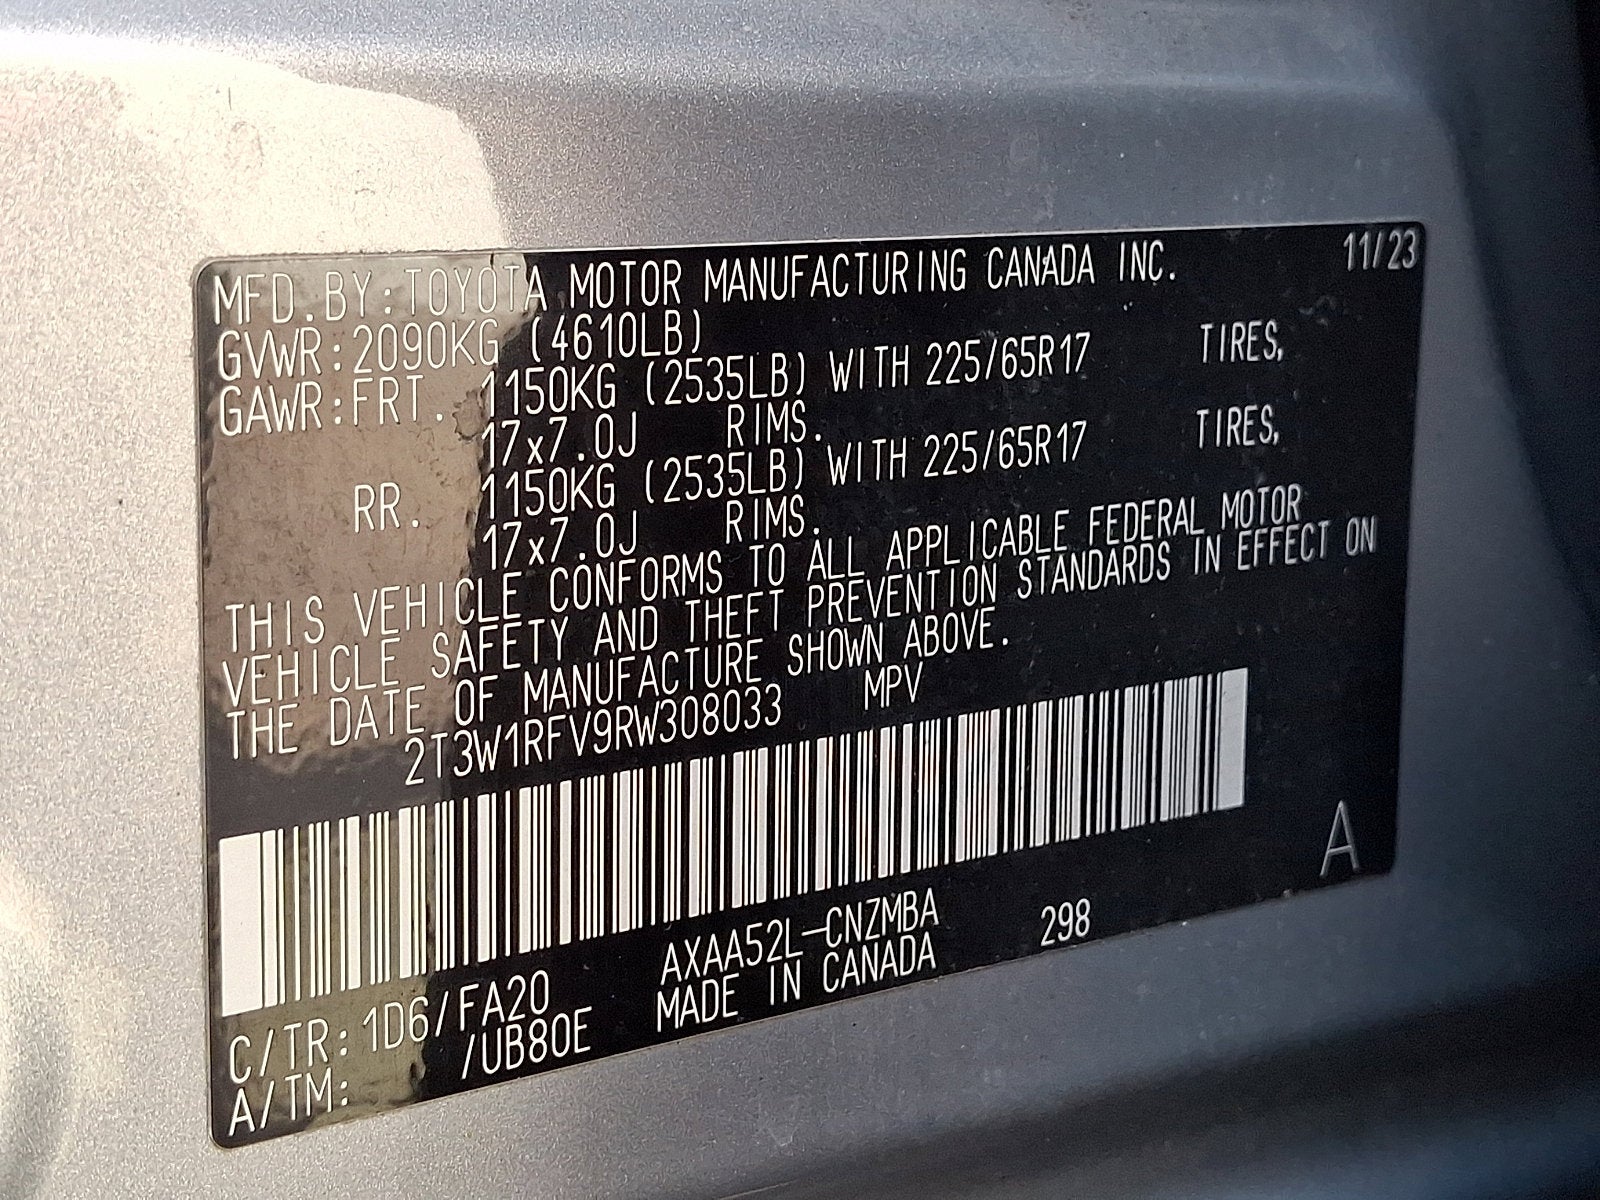 MFD.BY:TOYOTA MOTOR MANUFACTURING CANADA INC. 11/23
GVWR:2090KG (4610LB)
GAWR:FRT. 1150KG (2535LB) WITH 225/65R17 TIRES,
17x7.0J RIMS.
RR. 1150KG (2535LB) WITH 225/65R17 TIRES,
17x7.0J RIMS.
THIS VEHICLE CONFORMS TO ALL APPLICABLE FEDERAL MOTOR
VEHICLE SAFETY AND THEFT PREVENTION STANDARDS IN EFFECT ON
THE DATE OF MANUFACTURE SHOWN ABOVE.
2T3W1RFV9RW308033 MPV
A
C/TR:1D6/FA20 AXAA52L-CNZMBA 298
A/TM: /UB80E MADE IN CANADA